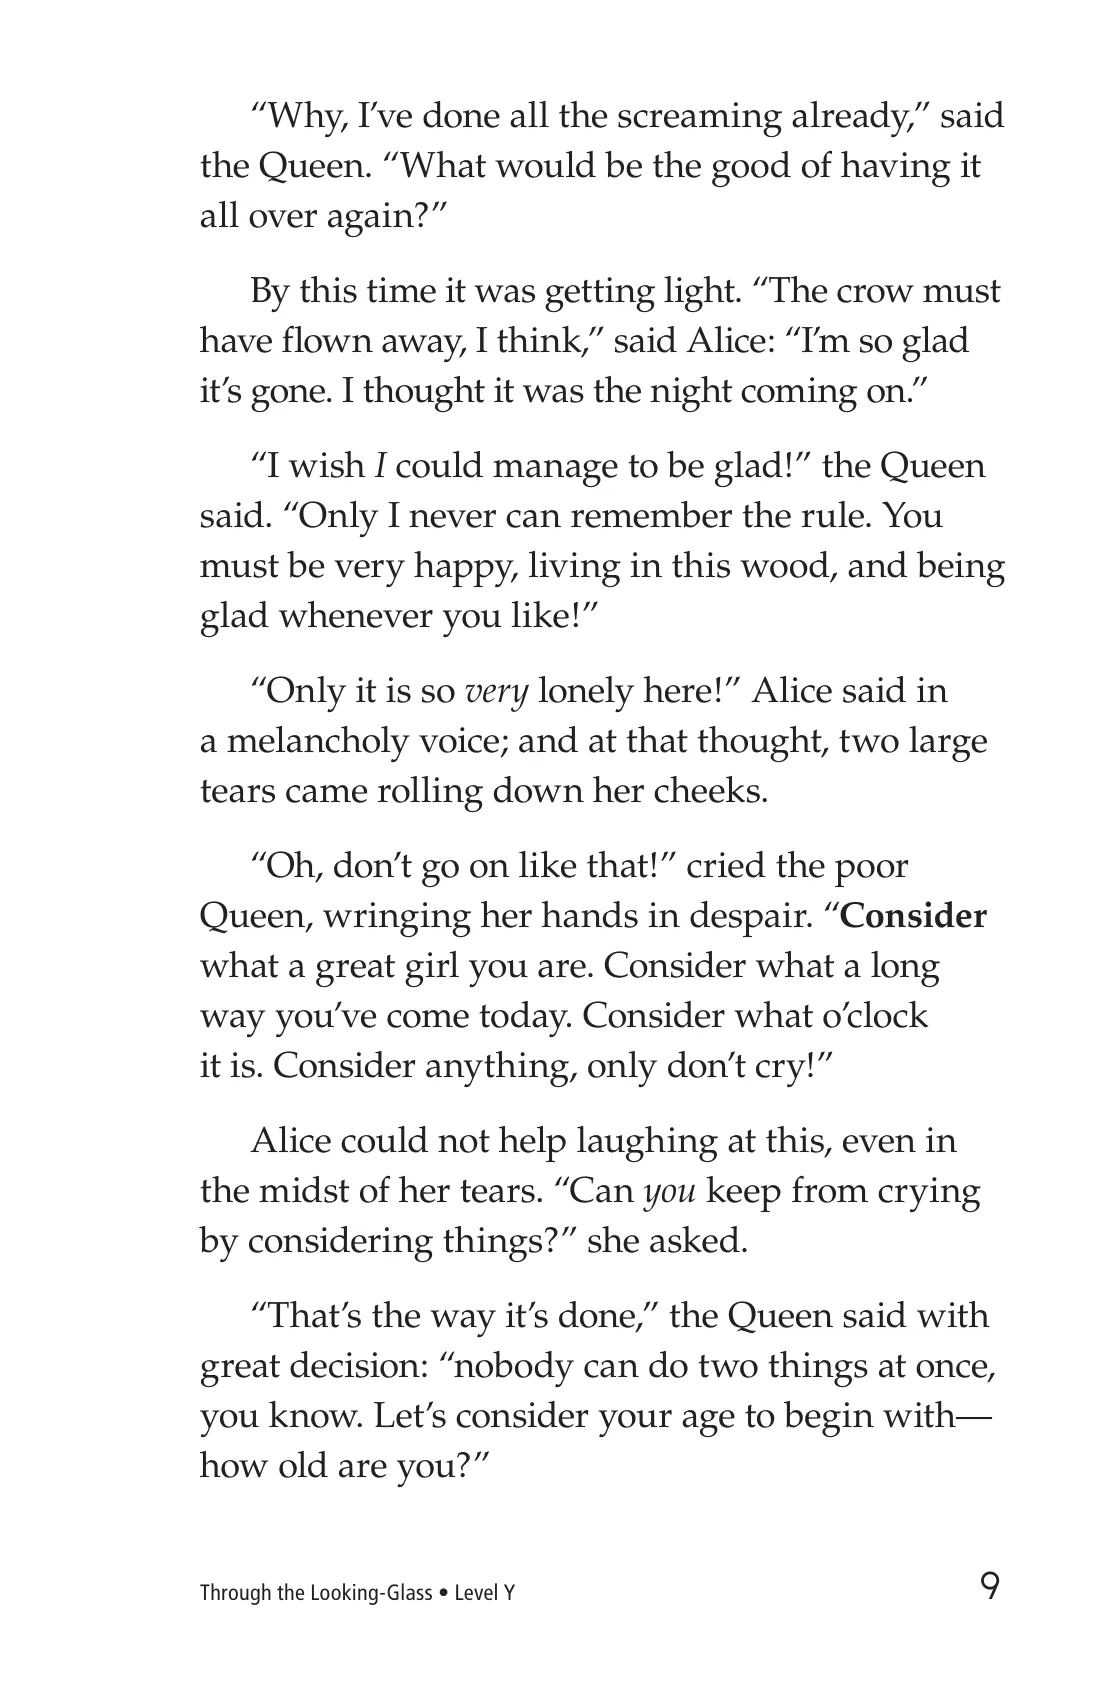 “Why, I’ve done all the screaming already,” said
the Queen. “What would be the good of having it
all over again?”
By this time it was getting light. “The crow must
have flown away, I think,” said Alice: “I’m so glad
it’s gone. I thought it was the night coming on.”
“I wish I could manage to be glad!” the Queen
said. “Only I never can remember the rule. You
must be very happy, living in this wood, and being
glad whenever you like!”
“Only it is so very lonely here!” Alice said in
a melancholy voice; and at that thought, two large
tears came rolling down her cheeks.
“Oh, don’t go on like that!” cried the poor
Queen, wringing her hands in despair. “Consider
what a great girl you are. Consider what a long
way you’ve come today. Consider what o’clock
it is. Consider anything, only don’t cry!”
Alice could not help laughing at this, even in
the midst of her tears. “Can you keep from crying
by considering things?” she asked.
“That’s the way it’s done,” the Queen said with
great decision: “nobody can do two things at once,
you know. Let’s consider your age to begin with—
how old are you?”
Through the Looking-Glass • Level Y
9